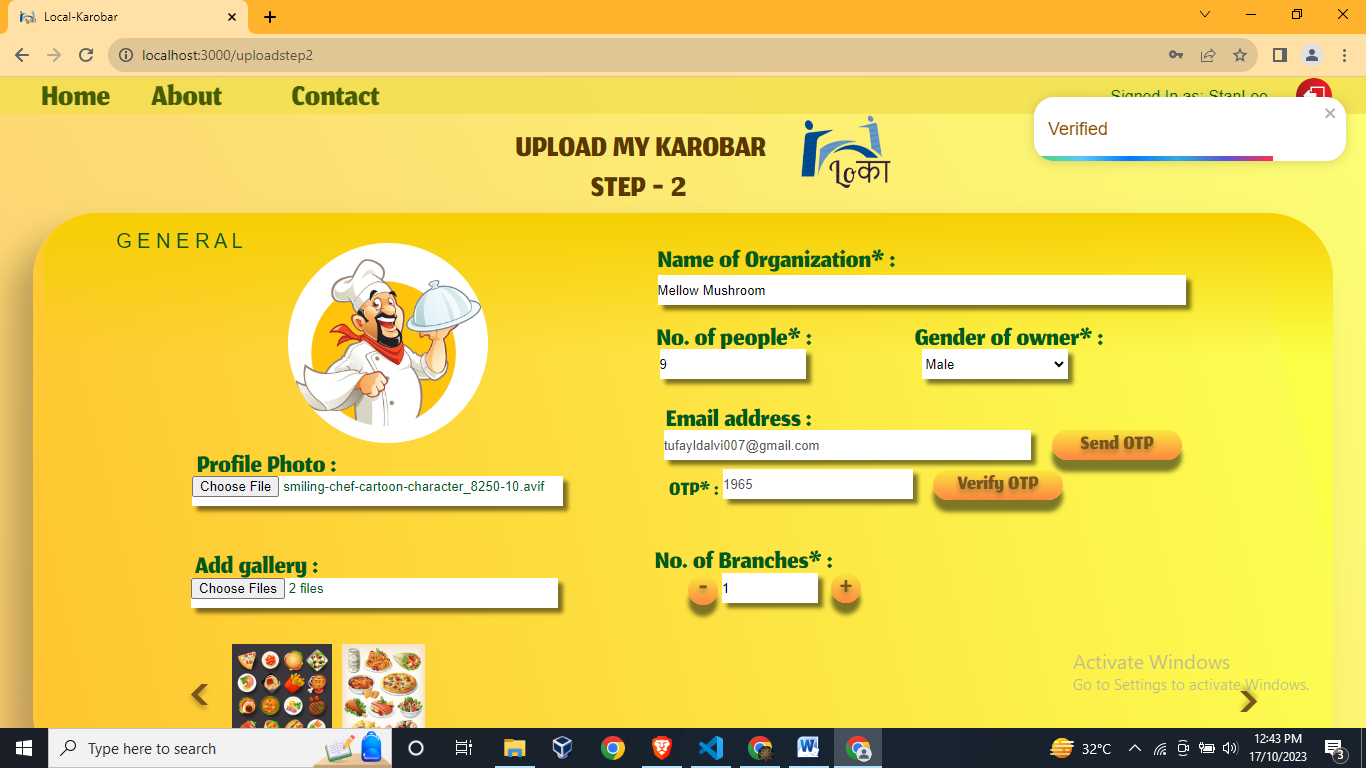 Local-Karobar
localhost:3000/uploadstep2
Home About Contact
Signed In as: StanLee
Verified
UPLOAD MY KAROBAR
STEP - 2
Loका
GENERAL
Name of Organization* :
Mellow Mushroom
No. of people* : Gender of owner* :
9 Male
Email address :
tufayldalvi007@gmail.com Send OTP
OTP* : 1965 Verify OTP
Profile Photo :
Choose File smiling-chef-cartoon-character_8250-10.avif
Add gallery :
Choose Files 2 files
No. of Branches* :
- 1 +
Activate Windows
Go to Settings to activate Windows.
Type here to search
32°C
12:43 PM
17/10/2023
3